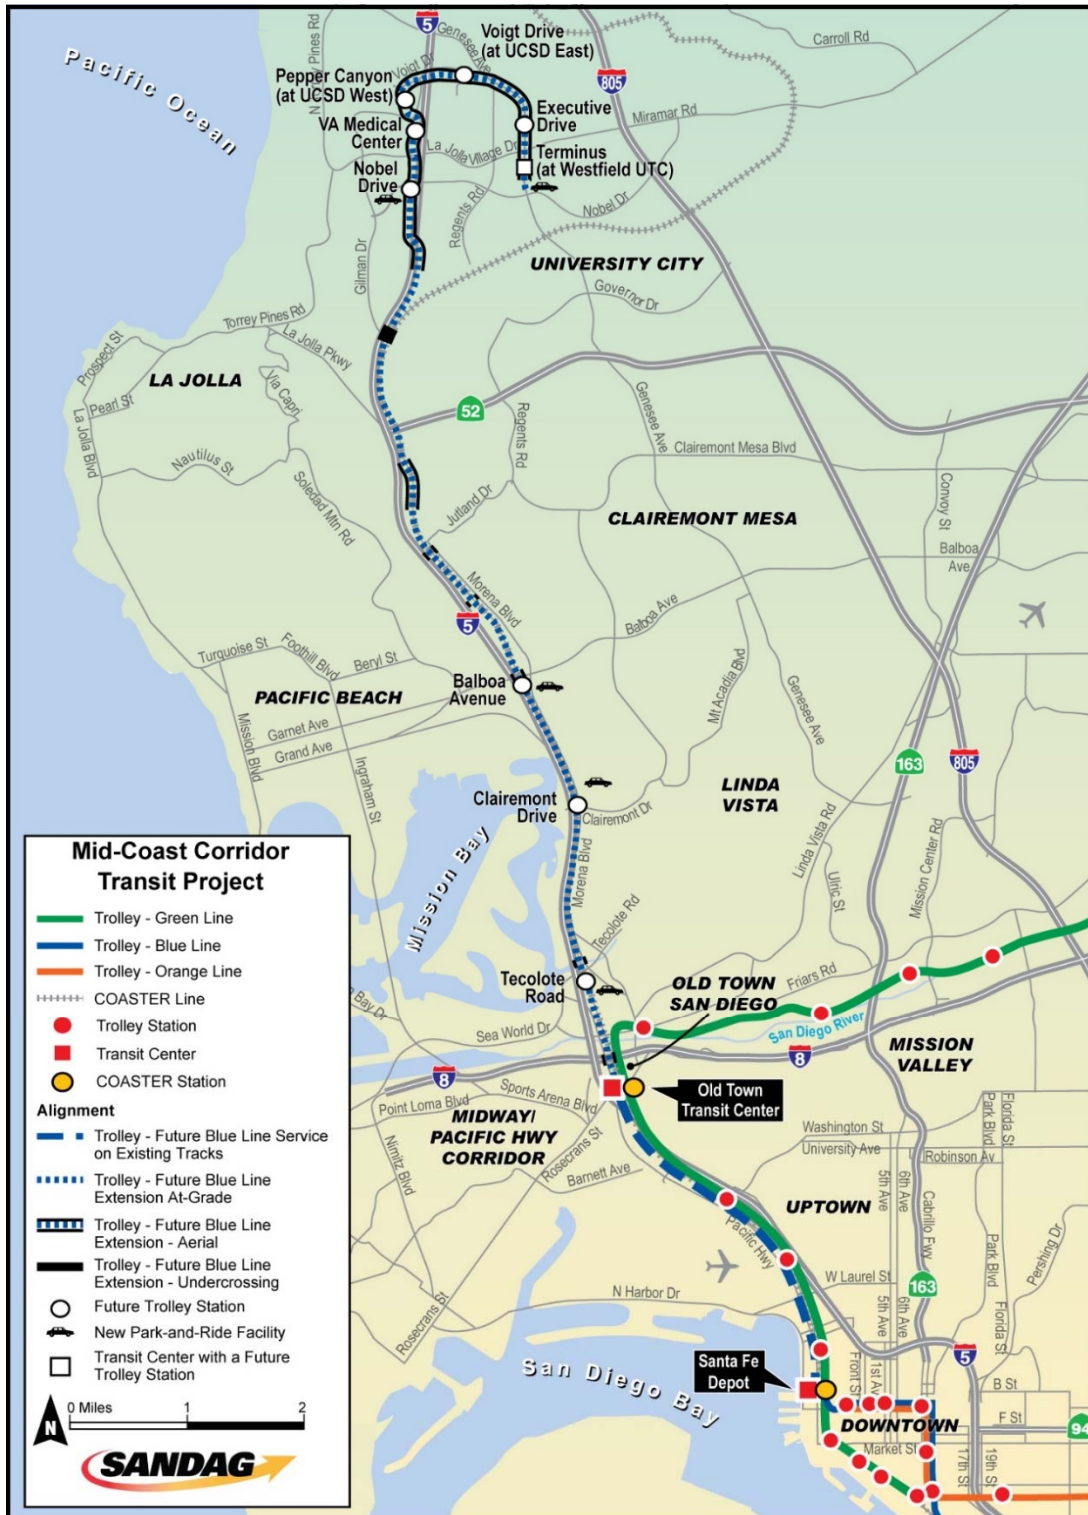 Pacific Ocean
N Torrey Pines Rd
5
Genesee Ave
Voigt Drive
(at UCSD East)
Carroll Rd
Voigt Dr
Pepper Canyon
(at UCSD West)
805
VA Medical
Center
Executive
Drive
Miramar Rd
La Jolla Village Dr
Terminus
(at Westfield UTC)
Nobel
Drive
Regents Rd
Nobel Dr
Gilman Dr
UNIVERSITY CITY
Governor Dr
Torrey Pines Rd
La Jolla Pkwy
Prospect St
LA JOLLA
Via Capri
Pearl St
La Jolla Blvd
52
Regents Rd
Genesee Ave
Clairemont Mesa Blvd
Nautilus St
Soledad Mtn Rd
Jutland Dr
Convoy St
CLAIREMONT MESA
Balboa
Ave
Morena Blvd
Balboa Ave
5
Turquoise St
Foothill Blvd
Beryl St
Balboa
Avenue
PACIFIC BEACH
Mt Acadia Blvd
Genesee Ave
Mission Blvd
Garnet Ave
Grand Ave
Ingraham St
163
805
LINDA
VISTA
Clairemont
Drive
Clairemont Dr
Mission Bay
Morena Blvd
Linda Vista Rd
Ulric St
Mission Center Rd
Tecolote Rd
Tecolote
Road
OLD TOWN
SAN DIEGO
Friars Rd
San Diego River
Bay Dr
Sea World Dr
MISSION
VALLEY
8
8
Sports Arena Blvd
Old Town
Transit Center
Point Loma Blvd
MIDWAY/
PACIFIC HWY
CORRIDOR
Nimitz Blvd
Rosecrans St
Barnett Ave
Washington St
University Ave
Robinson Av
Park Blvd
Florida St
5th Ave
6th Ave
Cabrillo Fwy
UPTOWN
Pacific Hwy
Park Blvd
Pershing Dr
W Laurel St
163
N Harbor Dr
Rosecrans St
5th Ave
6th Ave
Florida St
San Diego Bay
Santa Fe
Depot
Front St
1st Ave
5
B St
DOWNTOWN
F St
94
Market St
17th St
19th St
Mid-Coast Corridor
Transit Project
Trolley - Green Line
Trolley - Blue Line
Trolley - Orange Line
COASTER Line
Trolley Station
Transit Center
COASTER Station
Alignment
Trolley - Future Blue Line Service
on Existing Tracks
Trolley - Future Blue Line
Extension At-Grade
Trolley - Future Blue Line
Extension - Aerial
Trolley - Future Blue Line
Extension - Undercrossing
Future Trolley Station
New Park-and-Ride Facility
Transit Center with a Future
Trolley Station
N
0 Miles 1 2
SANDAG